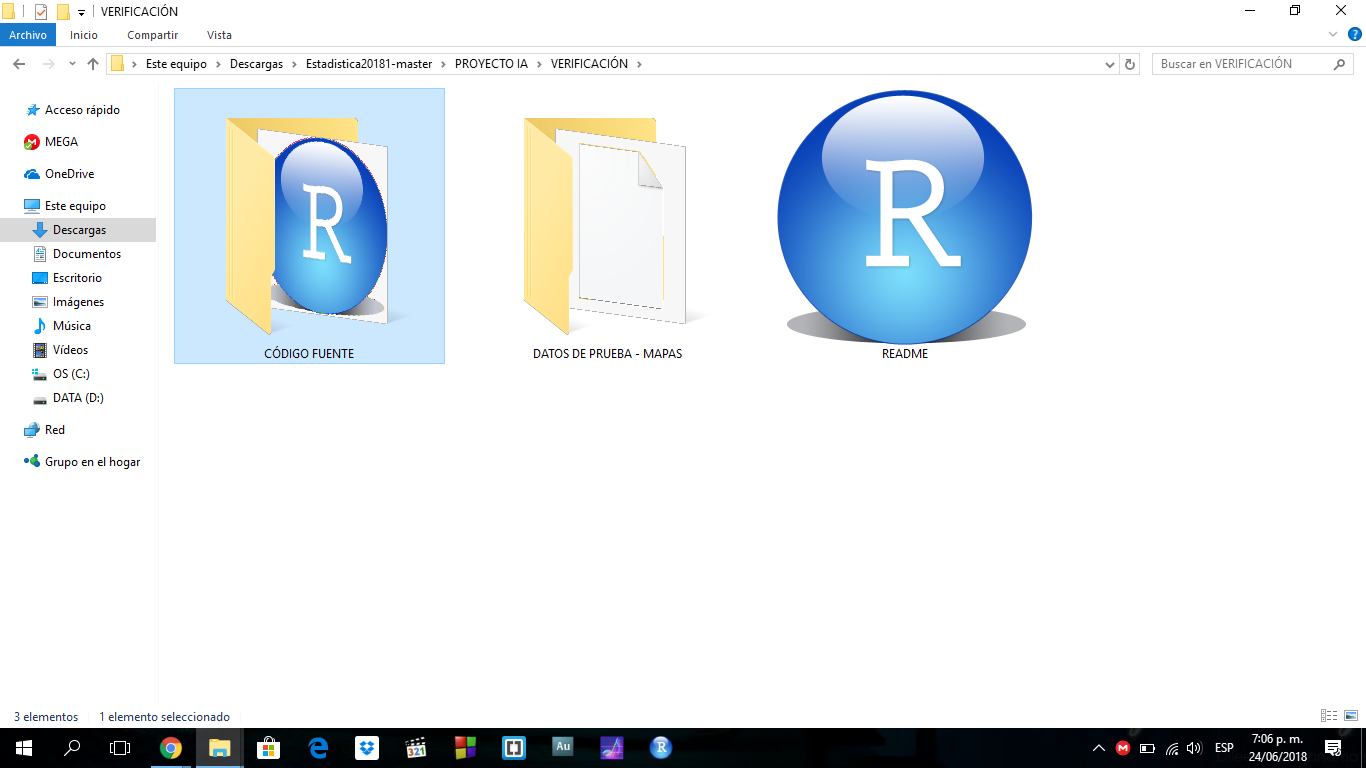 VERIFICACIÓN
Archivo Inicio Compartir Vista
Este equipo Descargas Estadistica20181-master PROYECTO IA VERIFICACIÓN
Buscar en VERIFICACIÓN
Acceso rápido
MEGA
OneDrive
Este equipo
Descargas
Documentos
Escritorio
Imágenes
Música
Vídeos
OS (C:)
DATA (D:)
Red
Grupo en el hogar
R
R
CÓDIGO FUENTE
DATOS DE PRUEBA - MAPAS
README
3 elementos 1 elemento seleccionado
321
Au
R
ESP
7:06 p. m.
24/06/2018